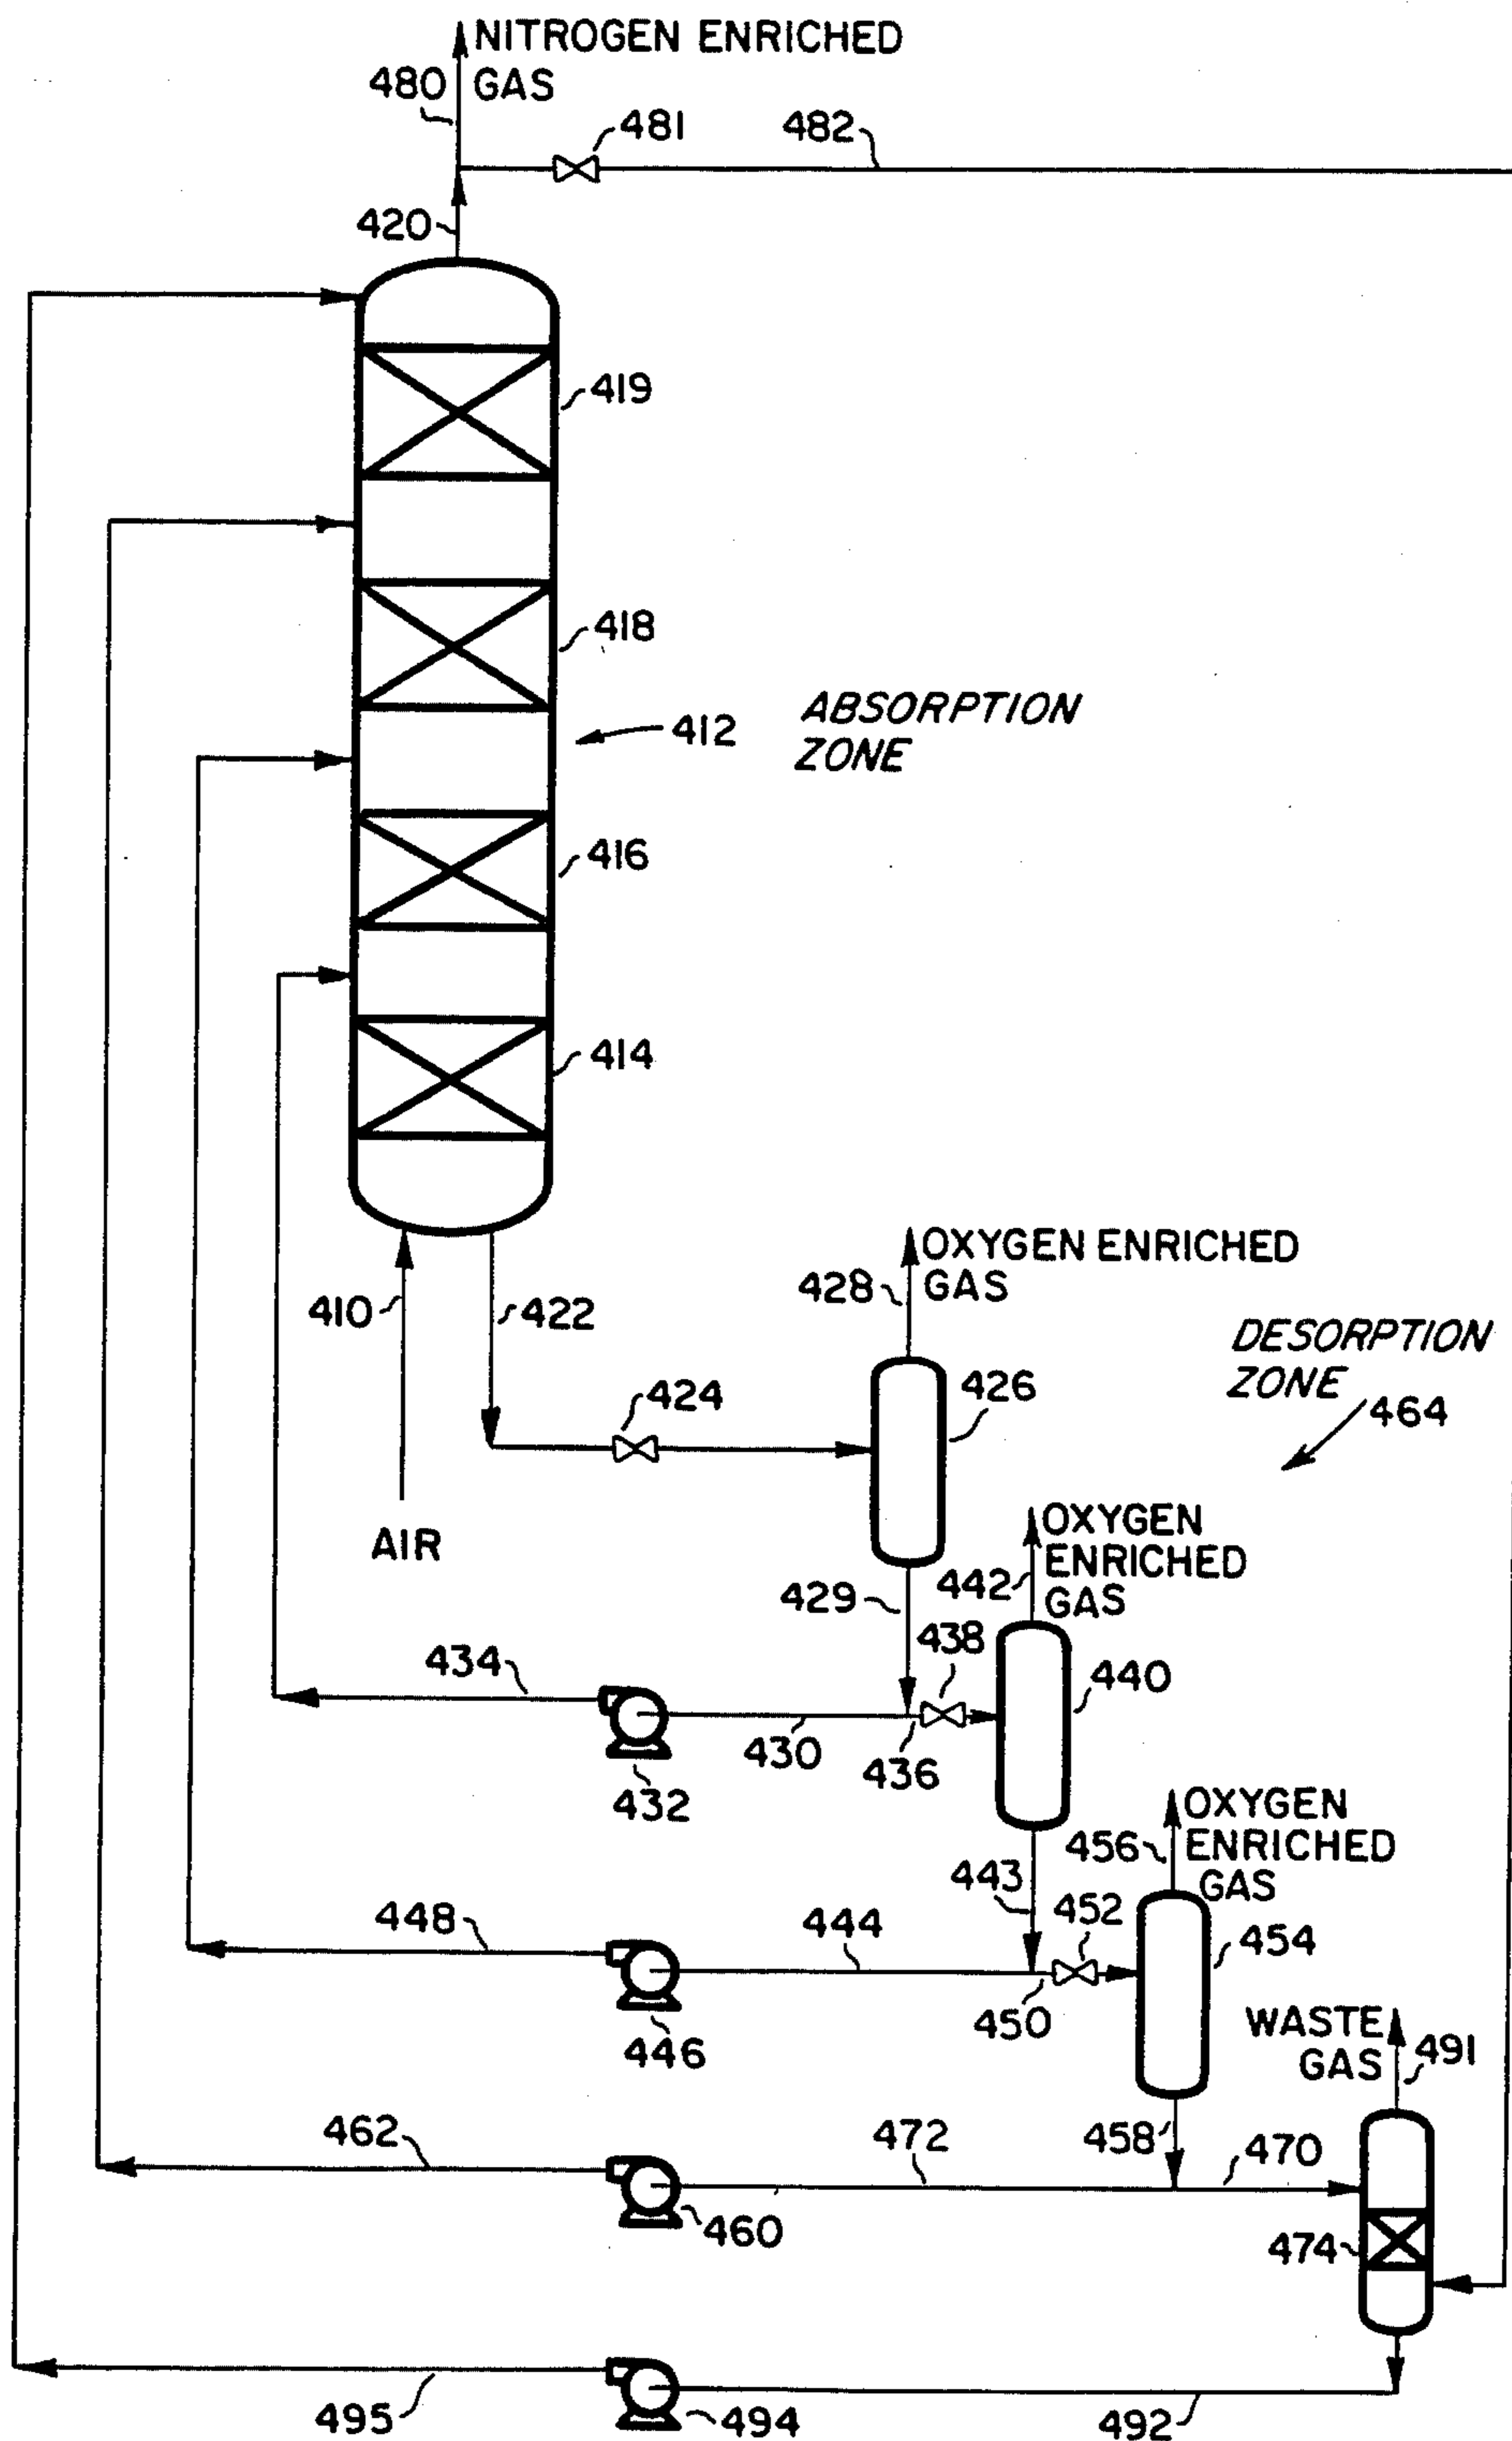 NITROGEN ENRICHED
GAS
480
481
482
420
419
418
412
ABSORPTION
ZONE
416
414
410
422
AIR
OXYGEN ENRICHED
GAS
428
424
426
DESORPTION
ZONE
464
OXYGEN
ENRICHED
GAS
442
429
438
440
434
430
436
432
OXYGEN
ENRICHED
GAS
456
443
452
454
448
444
450
446
WASTE
GAS
491
462
472
458
470
460
474
495
494
492